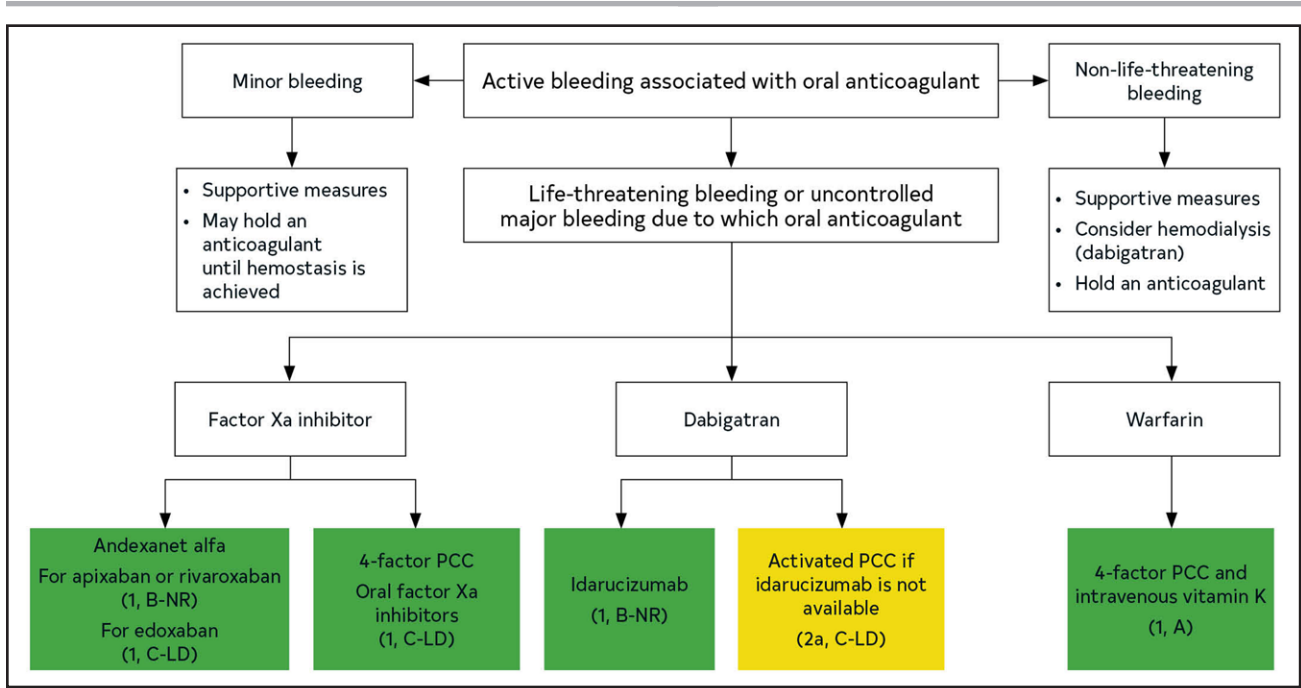 Minor bleeding
Active bleeding associated with oral anticoagulant
Non-life-threatening
bleeding
• Supportive measures
• May hold an
anticoagulant
until hemostasis is
achieved
Life-threatening bleeding or uncontrolled
major bleeding due to which oral anticoagulant
• Supportive measures
• Consider hemodialysis
(dabigatran)
• Hold an anticoagulant
Factor Xa inhibitor
Dabigatran
Warfarin
Andexanet alfa
For apixaban or rivaroxaban
(1, B-NR)
For edoxaban
(1, C-LD)
4-factor PCC
Oral factor Xa
inhibitors
(1, C-LD)
Idarucizumab
(1, B-NR)
Activated PCC if
idarucizumab is not
available
(2a, C-LD)
4-factor PCC and
intravenous vitamin K
(1, A)